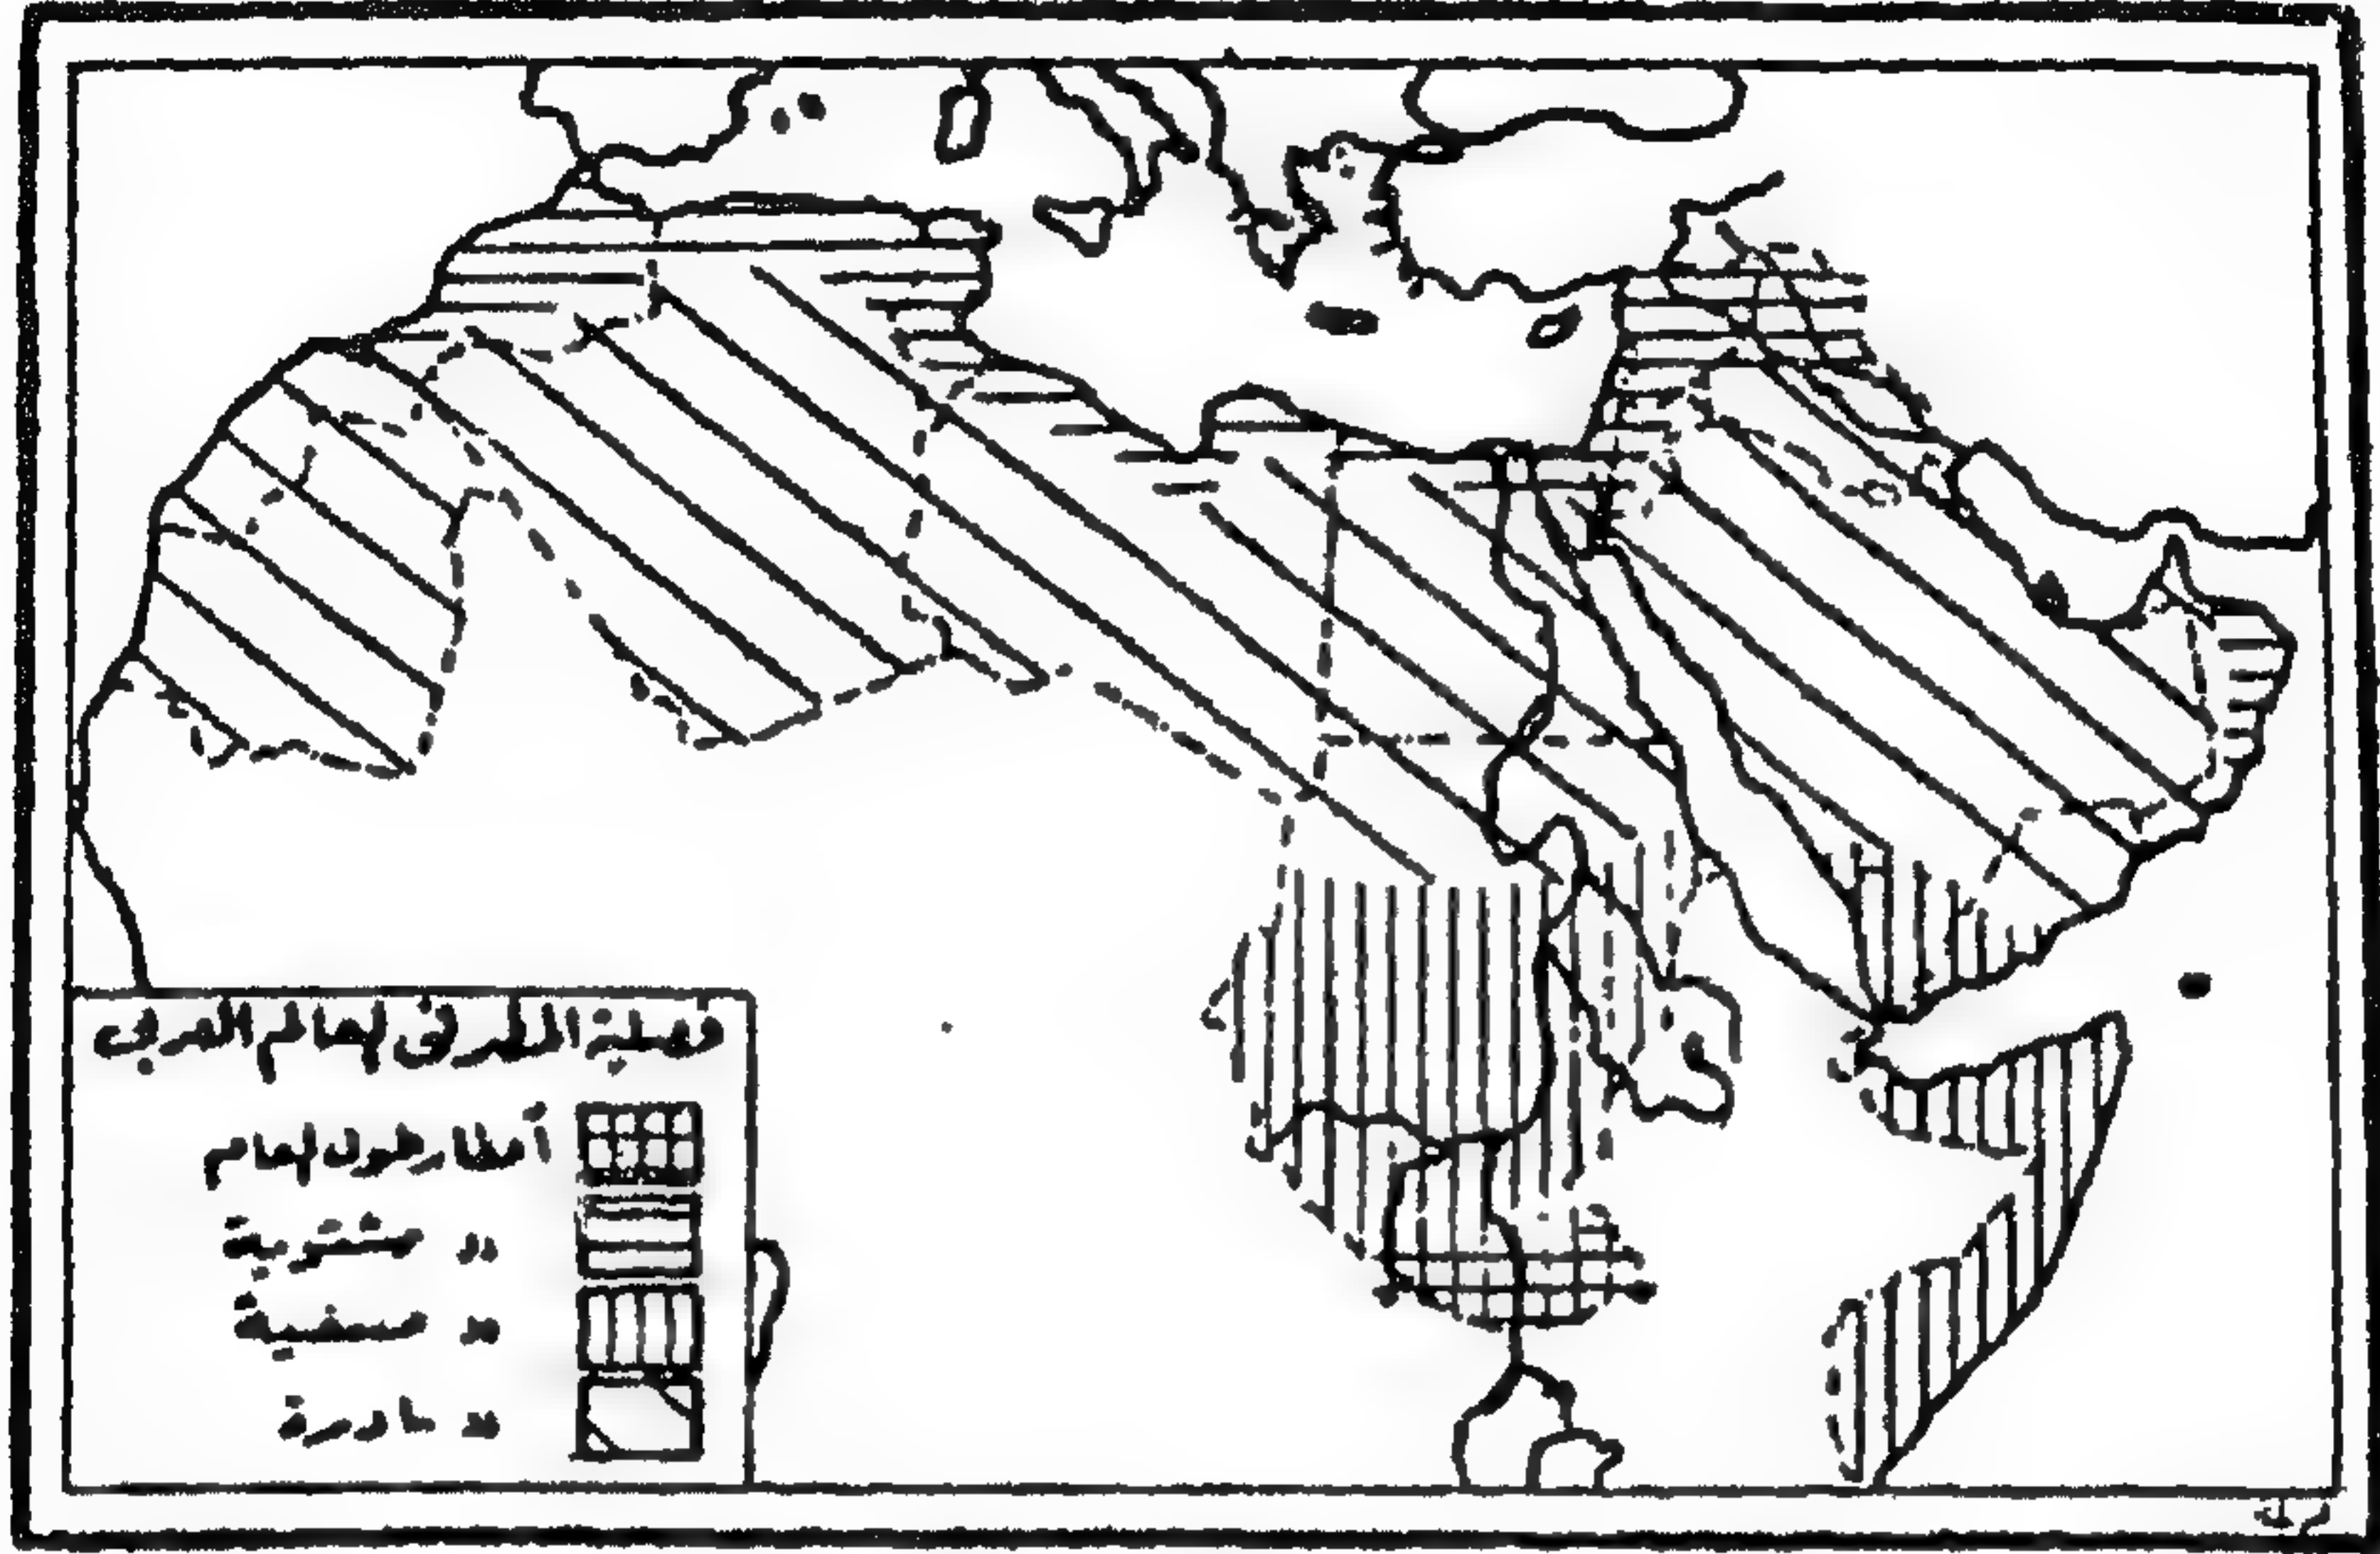 فصلية المطر في العالم العربي
أمطار طول العام
" شتوية
" صيفية
" نادرة